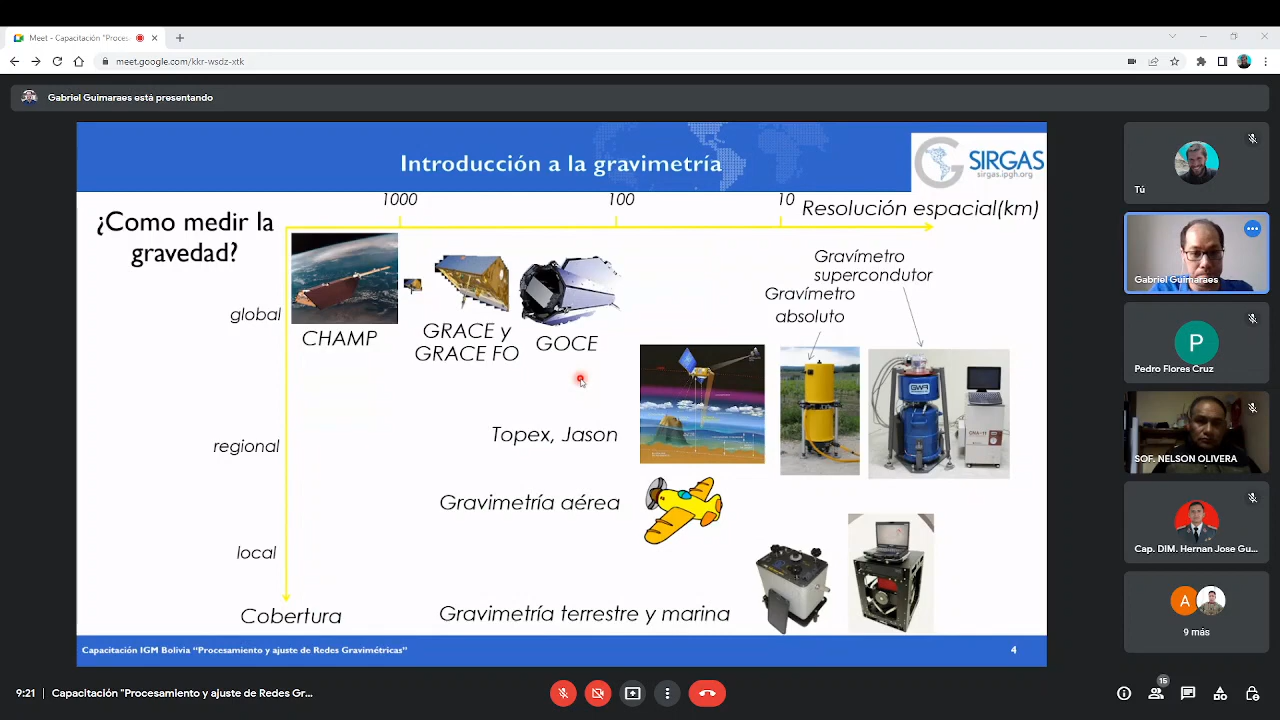 Meet - Capacitación "Proces
meet.google.com/kkr-wsdz-xtk
Gabriel Guimaraes está presentando
Introducción a la gravimetría
SIRGAS
sirgas.ipgh.org
1000
100
10
Resolución espacial(km)
¿Como medir la
gravedad?
Gravímetro
supercondutor
Gravímetro
absoluto
global
CHAMP
GRACE y
GRACE FO
GOCE
GWR
regional
Topex, Jason
Gravimetría aérea
local
Cobertura
Gravimetría terrestre y marina
Capacitación IGM Bolivia "Procesamiento y ajuste de Redes Gravimétricas"
4
Tú
Gabriel Guimaraes
P
Pedro Flores Cruz
SOF. NELSON OLIVERA
Cap. DIM. Hernan Jose Gu...
A
9 más
9:21
Capacitación "Procesamiento y ajuste de Redes Gr...
15